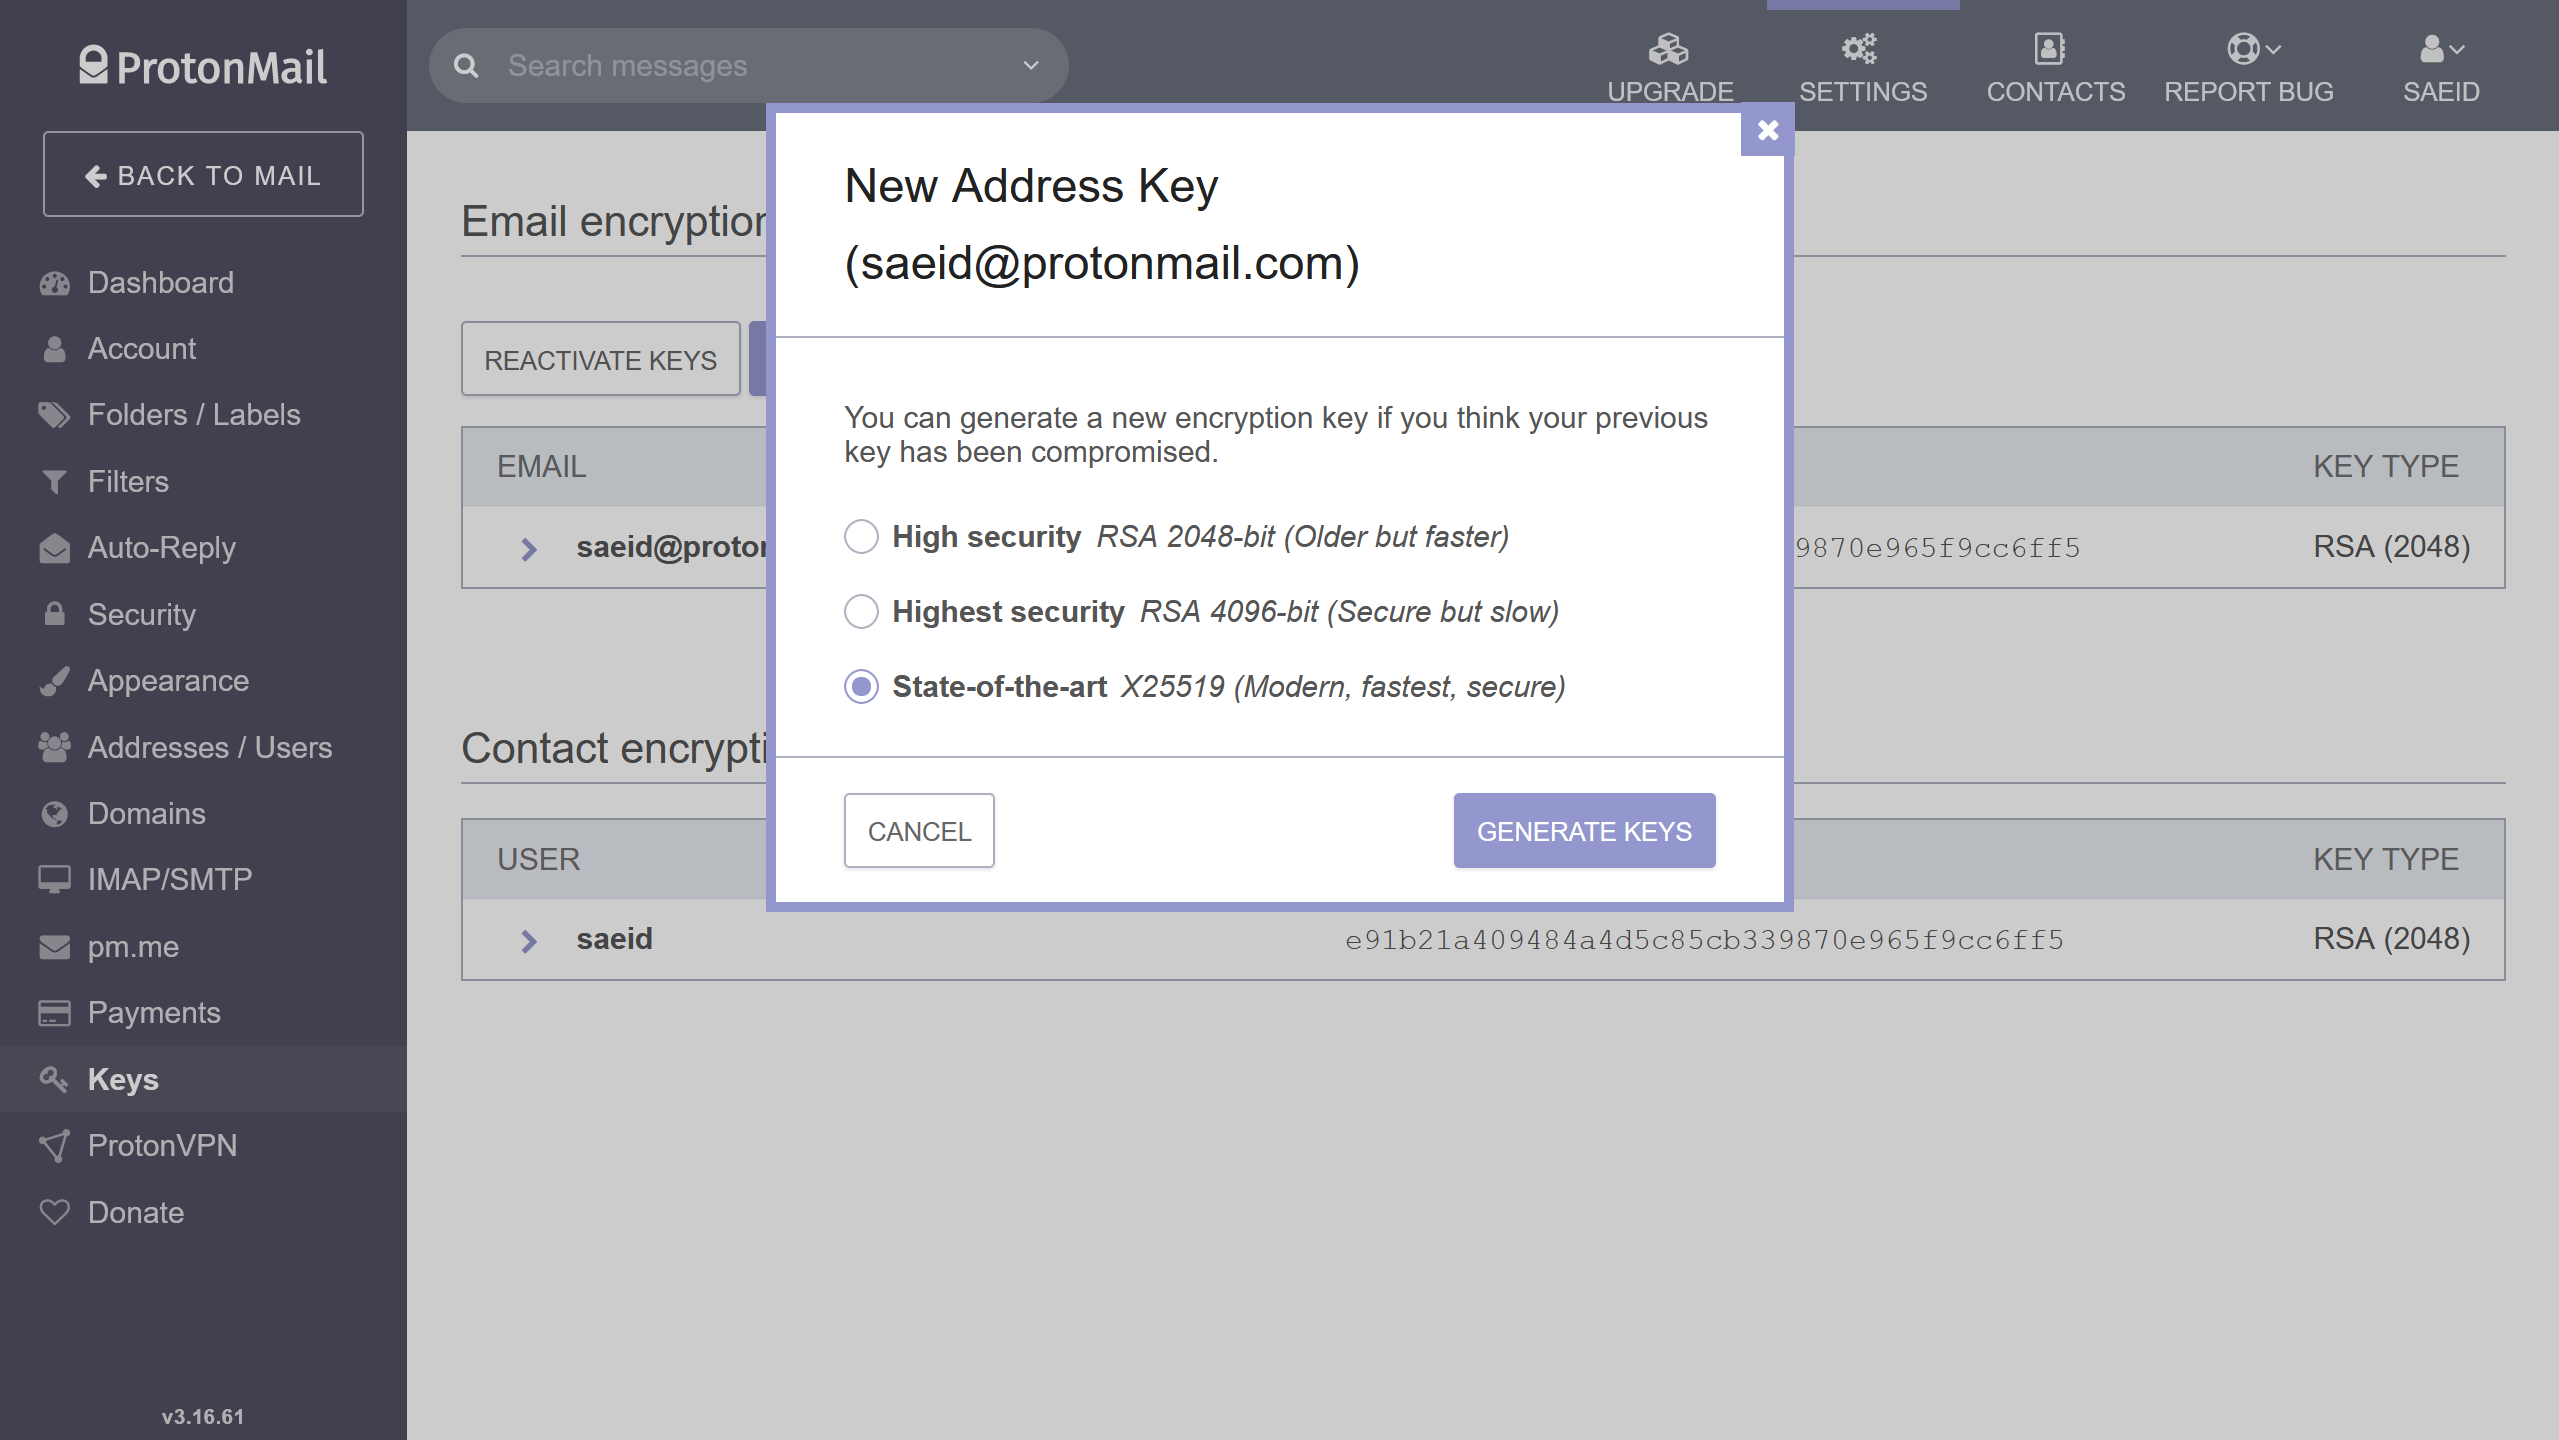 ProtonMail
BACK TO MAIL
Dashboard
Account
Folders / Labels
Filters
Auto-Reply
Security
Appearance
Addresses / Users
Domains
IMAP/SMTP
pm.me
Payments
Keys
ProtonVPN
Donate
v3.16.61
Search messages
UPGRADE
SETTINGS
CONTACTS
REPORT BUG
SAEID
Email encryption
REACTIVATE KEYS
EMAIL
KEY TYPE
saeid@proton
9870e965f9cc6ff5
RSA (2048)
Contact encrypti
USER
KEY TYPE
saeid
e91b21a409484a4d5c85cb339870e965f9cc6ff5
RSA (2048)
New Address Key
(saeid@protonmail.com)
You can generate a new encryption key if you think your previous
key has been compromised.
High security RSA 2048-bit (Older but faster)
Highest security RSA 4096-bit (Secure but slow)
State-of-the-art X25519 (Modern, fastest, secure)
CANCEL
GENERATE KEYS